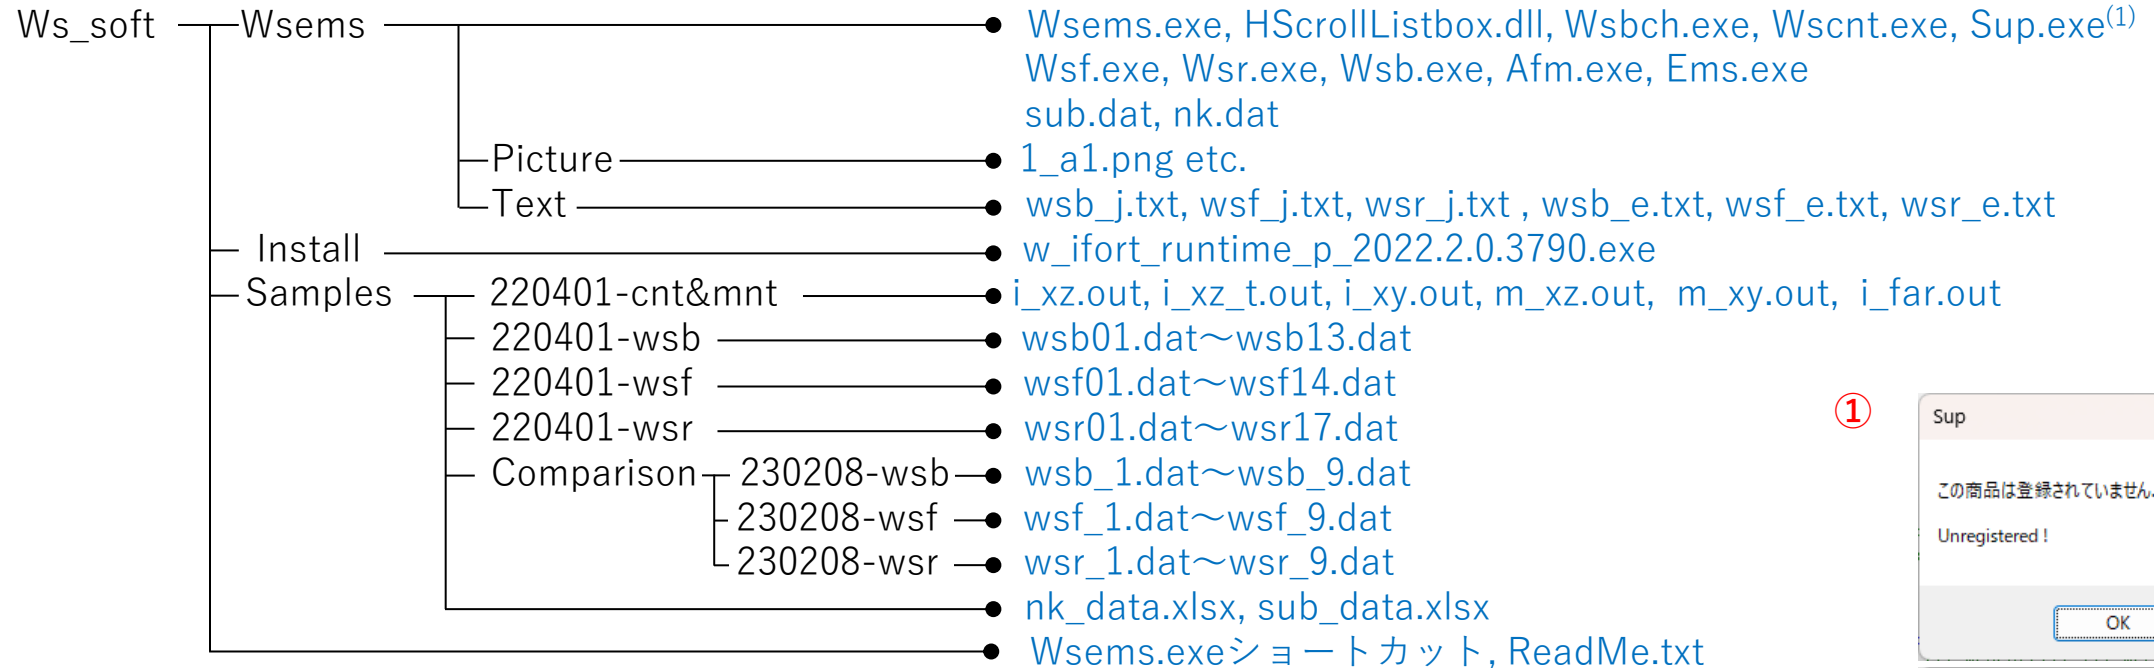 Ws_soft Wsems Wsems.exe, HScrollListbox.dll, Wsbch.exe, Wscnt.exe, Sup.exe(1)
Wsf.exe, Wsr.exe, Wsb.exe, Afm.exe, Ems.exe
sub.dat, nk.dat
Picture 1_a1.png etc.
Text wsb_j.txt, wsf_j.txt, wsr_j.txt , wsb_e.txt, wsf_e.txt, wsr_e.txt
Install w_ifort_runtime_p_2022.2.0.3790.exe
Samples 220401-cnt&mnt i_xz.out, i_xz_t.out, i_xy.out, m_xz.out, m_xy.out, i_far.out
220401-wsb wsb01.dat～wsb13.dat
220401-wsf wsf01.dat～wsf14.dat
220401-wsr wsr01.dat～wsr17.dat
Comparison 230208-wsb wsb_1.dat～wsb_9.dat
230208-wsf wsf_1.dat～wsf_9.dat
230208-wsr wsr_1.dat～wsr_9.dat
nk_data.xlsx, sub_data.xlsx
Wsems.exeショートカット, ReadMe.txt
①
Sup
この商品は登録されていません。
Unregistered !
OK